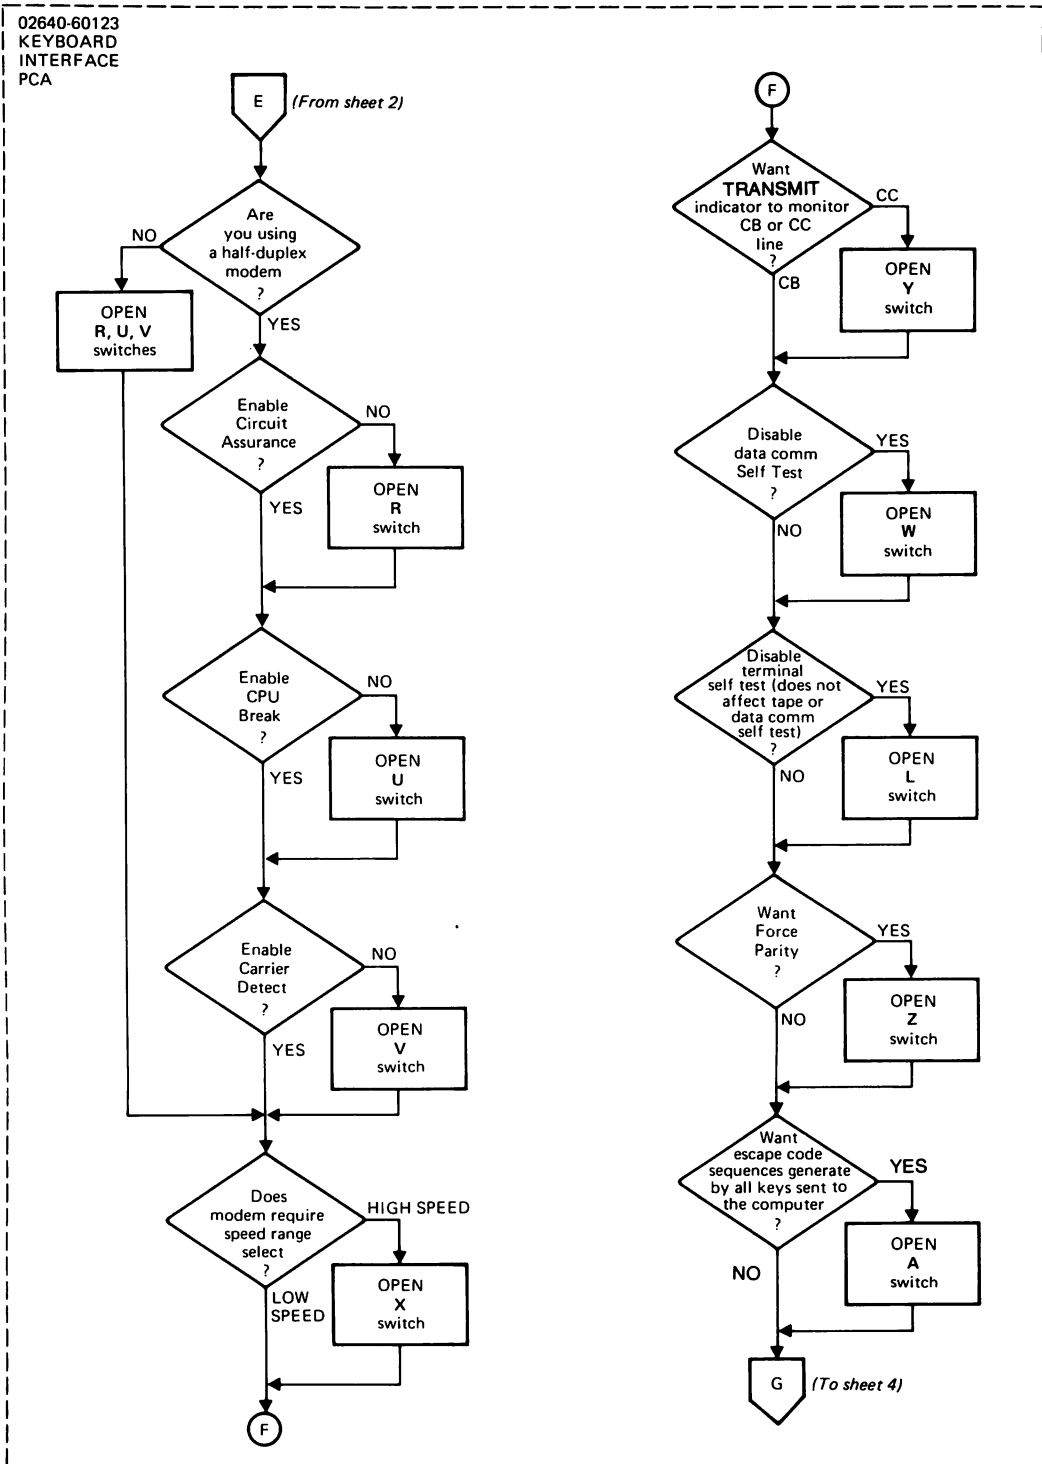 02640-60123
KEYBOARD
INTERFACE
PCA
E
(From sheet 2)
Are
you using
a half-duplex
modem
?
NO
OPEN
R, U, V
switches
YES
Enable
Circuit
Assurance
?
NO
OPEN
R
switch
YES
Enable
CPU
Break
?
NO
OPEN
U
switch
YES
Enable
Carrier
Detect
?
NO
OPEN
V
switch
YES
Does
modem require
speed range
select
?
HIGH SPEED
OPEN
X
switch
LOW
SPEED
F
F
Want
TRANSMIT
indicator to monitor
CB or CC
line
?
CC
OPEN
Y
switch
CB
Disable
data comm
Self Test
?
YES
OPEN
W
switch
NO
Disable
terminal
self test (does not
affect tape or
data comm
self test)
?
YES
OPEN
L
switch
NO
Want
Force
Parity
?
YES
OPEN
Z
switch
NO
Want
escape code
sequences generate
by all keys sent to
the computer
?
YES
OPEN
A
switch
NO
G
(To sheet 4)